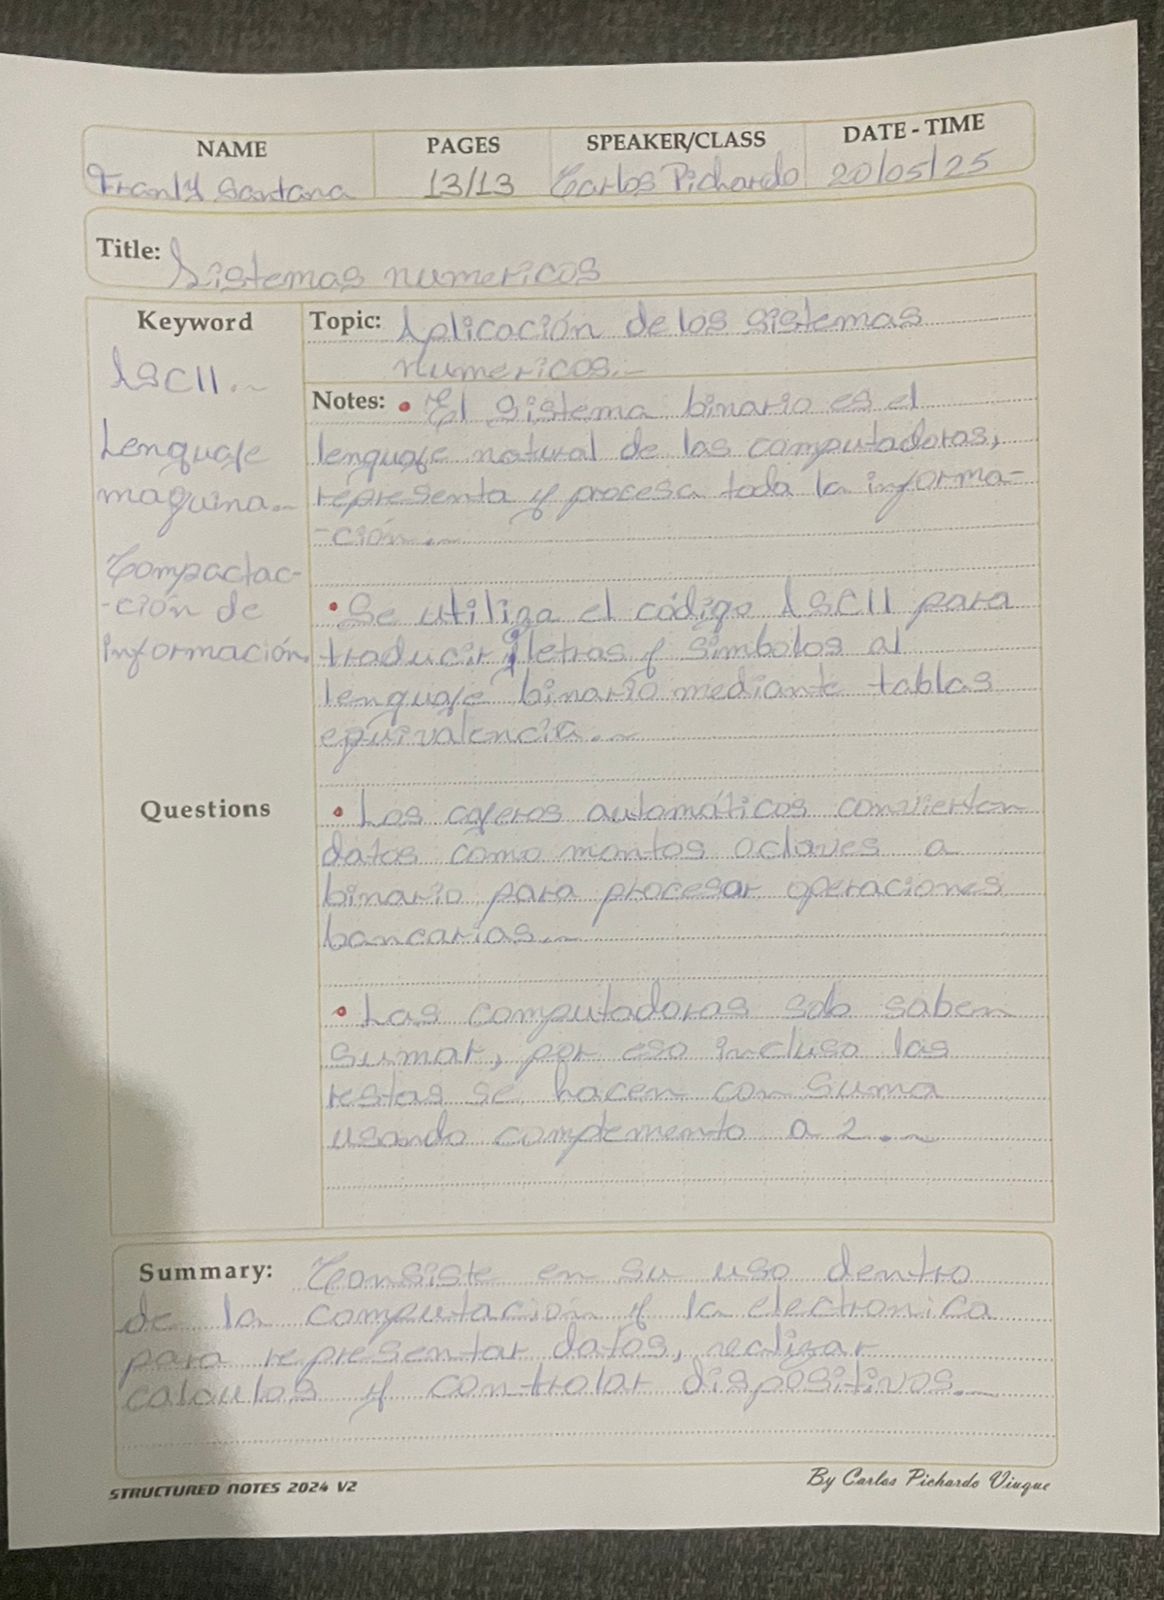 NAME PAGES SPEAKER/CLASS DATE - TIME
Franly Santana 13/13 Carlos Pichardo 20/05/25
Title: Sistemas numericos
Keyword
ASCII.~
Lenguaje
maquina.~
Compactac-
-ción de
información.
Questions
Topic: Aplicación de los sistemas
numericos.~
Notes: • El sistema binario es el
lenguaje natural de las computadoras,
representa y procesa toda la informa-
-ción.~
• Se utiliza el código ASCII para
traducir letras y simbolos al
lenguaje binario mediante tablas
equivalencia.~
• Los cajeros automáticos convierten
datos como montos o claves a
binario para procesar operaciones
bancarias.~
• Las computadoras solo saben
sumar, por eso incluso las
restas se hacen con suma
usando complemento a 2.~
Summary: Consiste en su uso dentro
de la computación y la electronica
para representar datos, realizar
calculos y controlar dispositivos.~
STRUCTURED NOTES 2024 V2
By Carlos Pichardo Viuque